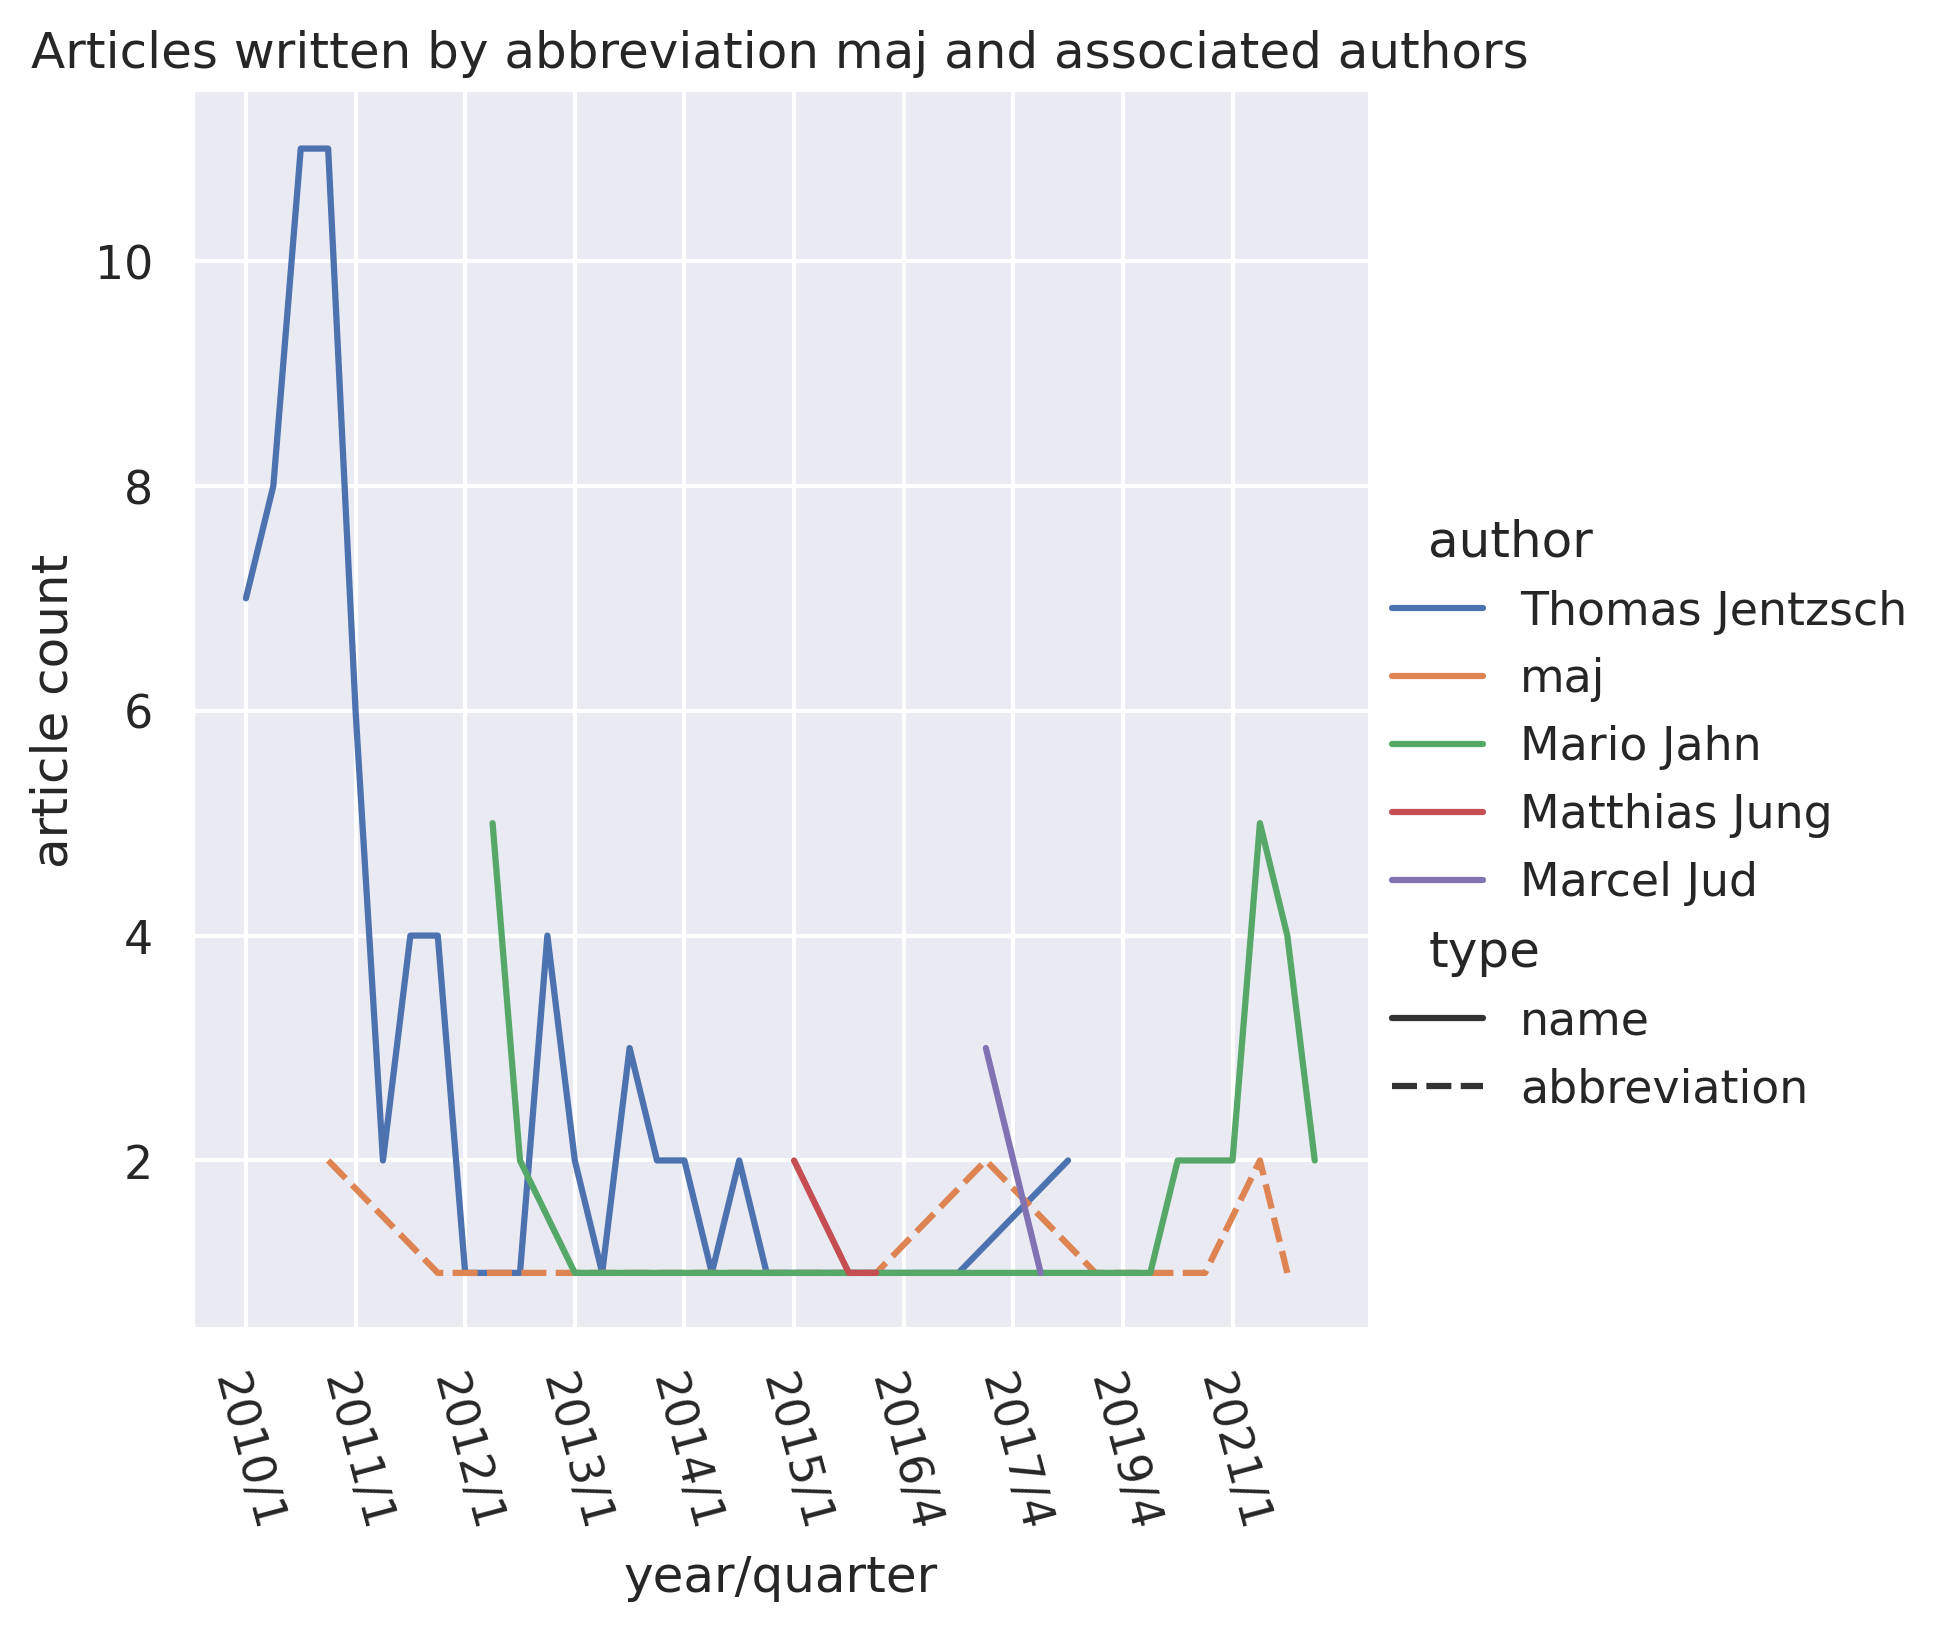 Articles written by abbreviation maj and associated authors
article count
10
8
6
4
2
2010/1
2011/1
2012/1
2013/1
2014/1
2015/1
2016/4
2017/4
2019/4
2021/1
year/quarter
author
Thomas Jentzsch
maj
Mario Jahn
Matthias Jung
Marcel Jud
type
name
abbreviation